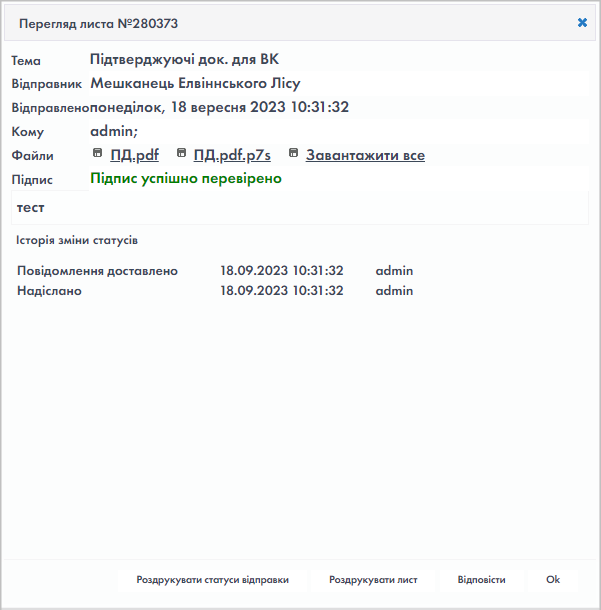 Перегляд листа №280373
Тема Підтверджуючі док. для ВК
Відправник Мешканець Елвіннського Лісу
Відправлено понеділок, 18 вересня 2023 10:31:32
Кому admin;
Файли ПД.pdf ПД.pdf.p7s Завантажити все
Підпис Підпис успішно перевірено
тест
Історія зміни статусів
Повідомлення доставлено 18.09.2023 10:31:32 admin
Надіслано 18.09.2023 10:31:32 admin
Роздрукувати статуси відправки Роздрукувати лист Відповісти Ok